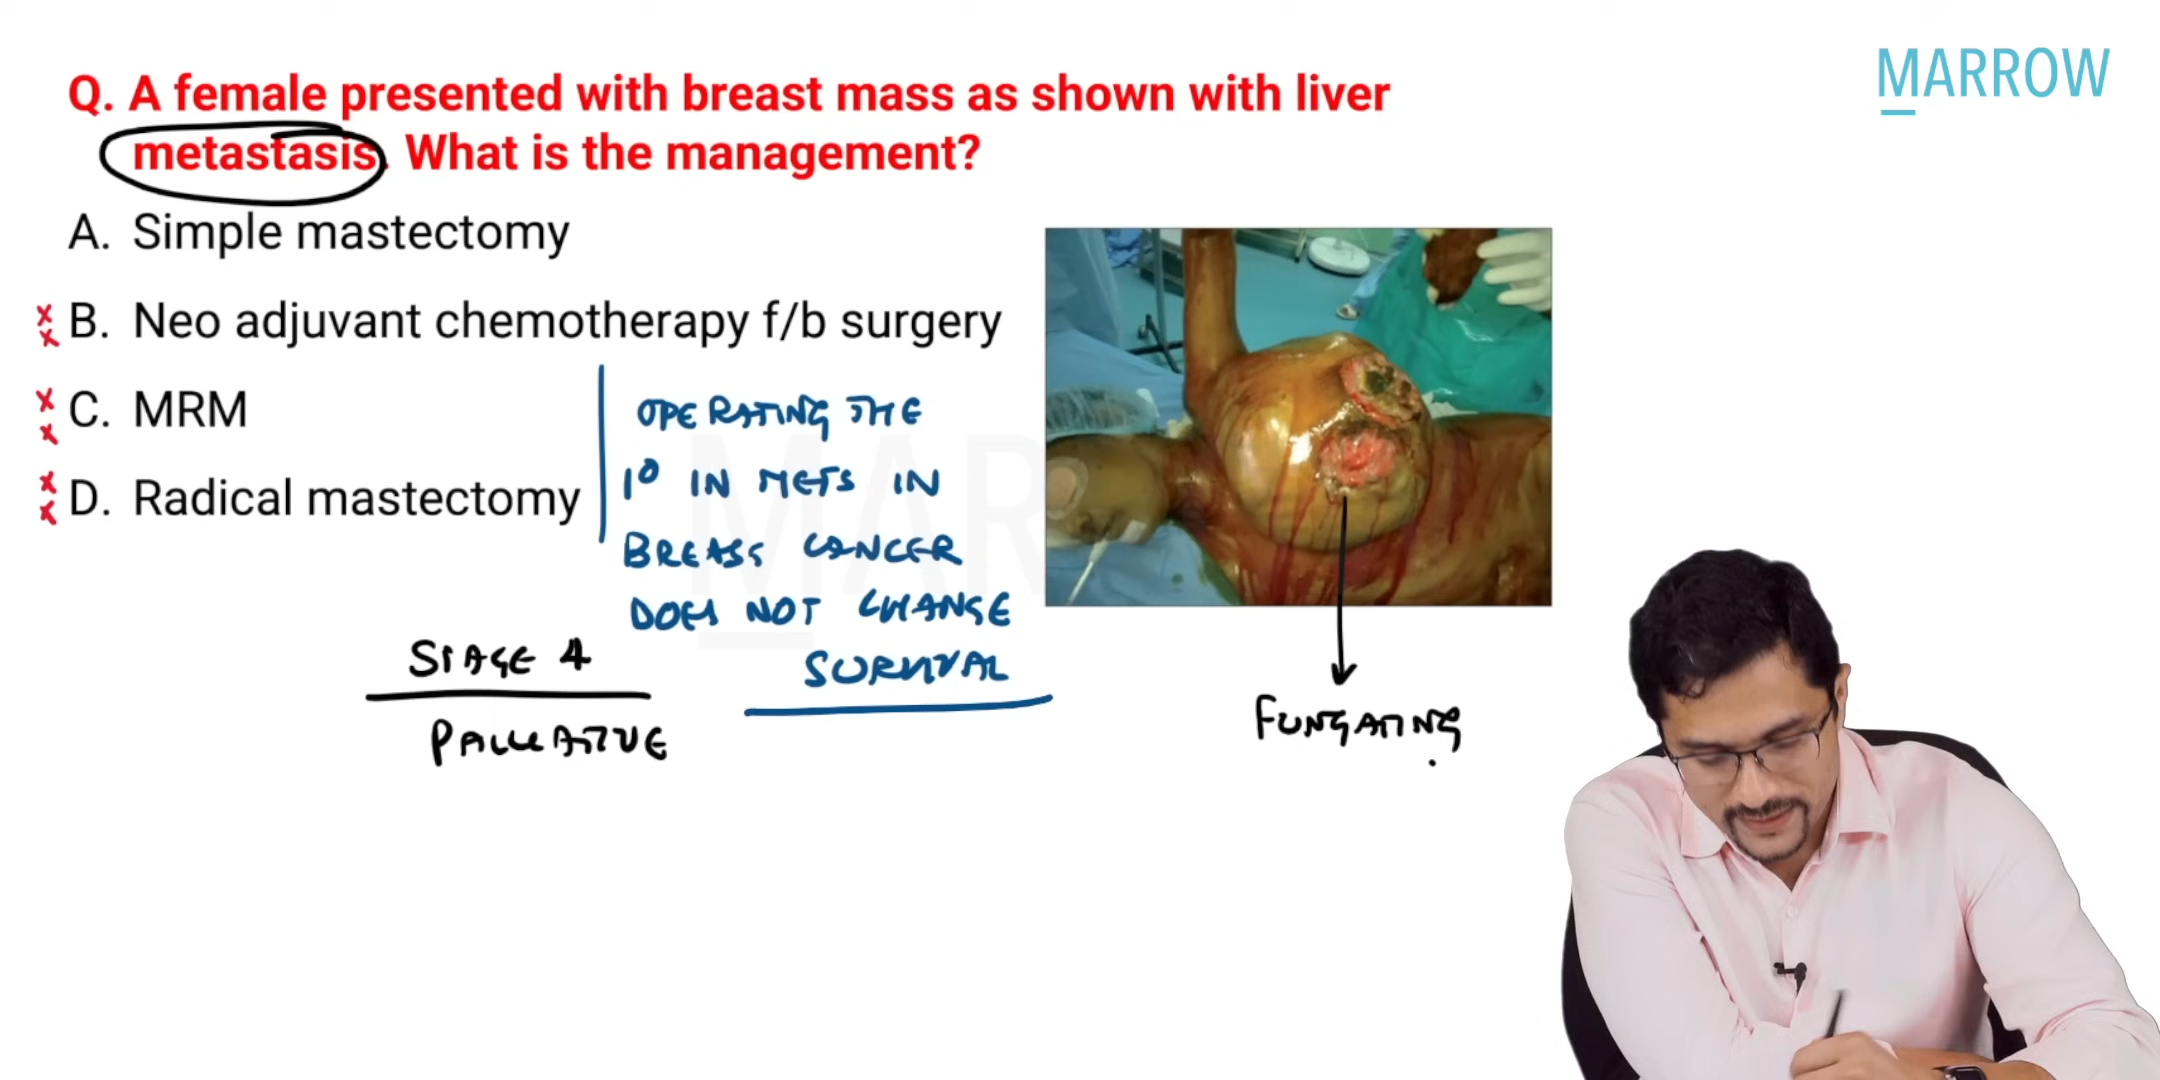 MARROW
Q. A female presented with breast mass as shown with liver
metastasis. What is the management?
A. Simple mastectomy
x x B. Neo adjuvant chemotherapy f/b surgery
x x C. MRM
x x D. Radical mastectomy
OPERATING THE
1° IN METS IN
BREASS CANCER
DOES NOT CHANGE
SURVIVAL
STAGE 4
PALLIATIVE
FUNGATING
MAR